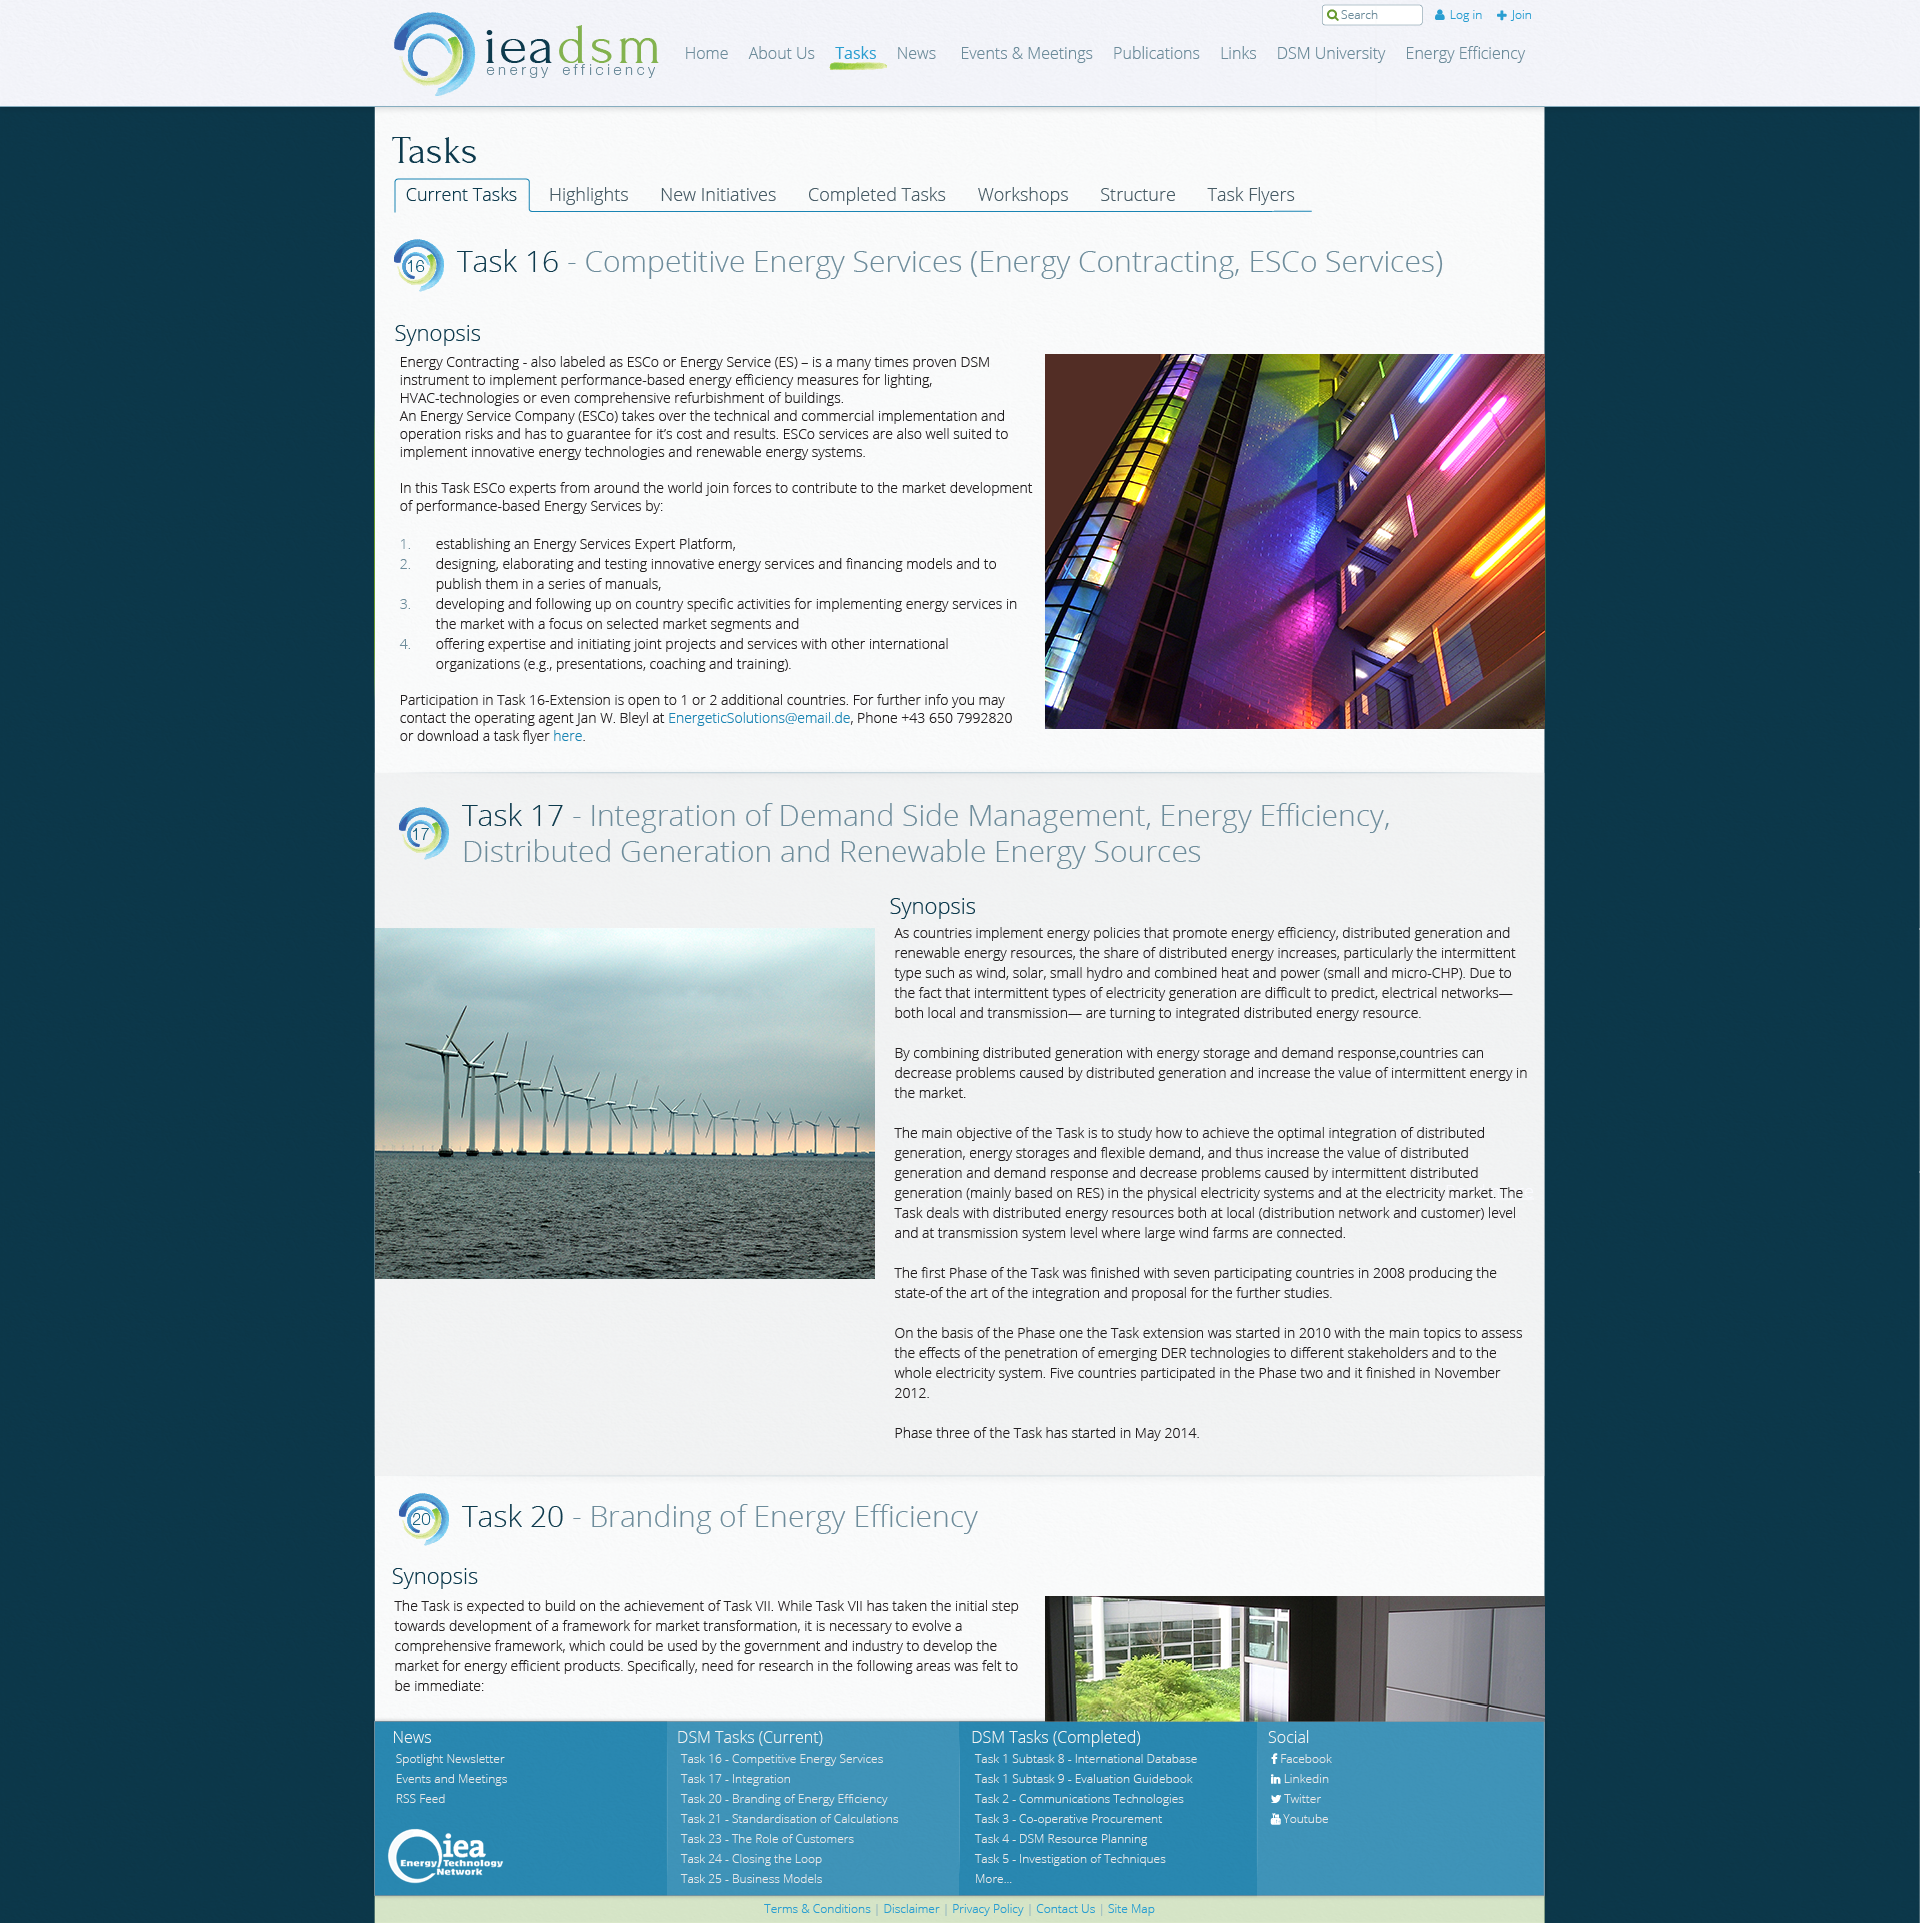 ieadsm
energy efficiency
Search
Log in
Join
Home
About Us
Tasks
News
Events & Meetings
Publications
Links
DSM University
Energy Efficiency
Tasks
Current Tasks
Highlights
New Initiatives
Completed Tasks
Workshops
Structure
Task Flyers
16
Task 16 - Competitive Energy Services (Energy Contracting, ESCo Services)
Synopsis
Energy Contracting - also labeled as ESCo or Energy Service (ES) – is a many times proven DSM
instrument to implement performance-based energy efficiency measures for lighting,
HVAC-technologies or even comprehensive refurbishment of buildings.
An Energy Service Company (ESCo) takes over the technical and commercial implementation and
operation risks and has to guarantee for it's cost and results. ESCo services are also well suited to
implement innovative energy technologies and renewable energy systems.
In this Task ESCo experts from around the world join forces to contribute to the market development
of performance-based Energy Services by:
1. establishing an Energy Services Expert Platform,
2. designing, elaborating and testing innovative energy services and financing models and to
publish them in a series of manuals,
3. developing and following up on country specific activities for implementing energy services in
the market with a focus on selected market segments and
4. offering expertise and initiating joint projects and services with other international
organizations (e.g., presentations, coaching and training).
Participation in Task 16-Extension is open to 1 or 2 additional countries. For further info you may
contact the operating agent Jan W. Bleyl at EnergeticSolutions@email.de, Phone +43 650 7992820
or download a task flyer here.
17
Task 17 - Integration of Demand Side Management, Energy Efficiency,
Distributed Generation and Renewable Energy Sources
Synopsis
As countries implement energy policies that promote energy efficiency, distributed generation and
renewable energy resources, the share of distributed energy increases, particularly the intermittent
type such as wind, solar, small hydro and combined heat and power (small and micro-CHP). Due to
the fact that intermittent types of electricity generation are difficult to predict, electrical networks—
both local and transmission— are turning to integrated distributed energy resource.
By combining distributed generation with energy storage and demand response,countries can
decrease problems caused by distributed generation and increase the value of intermittent energy in
the market.
The main objective of the Task is to study how to achieve the optimal integration of distributed
generation, energy storages and flexible demand, and thus increase the value of distributed
generation and demand response and decrease problems caused by intermittent distributed
generation (mainly based on RES) in the physical electricity systems and at the electricity market. The
Task deals with distributed energy resources both at local (distribution network and customer) level
and at transmission system level where large wind farms are connected.
The first Phase of the Task was finished with seven participating countries in 2008 producing the
state-of the art of the integration and proposal for the further studies.
On the basis of the Phase one the Task extension was started in 2010 with the main topics to assess
the effects of the penetration of emerging DER technologies to different stakeholders and to the
whole electricity system. Five countries participated in the Phase two and it finished in November
2012.
Phase three of the Task has started in May 2014.
20
Task 20 - Branding of Energy Efficiency
Synopsis
The Task is expected to build on the achievement of Task VII. While Task VII has taken the initial step
towards development of a framework for market transformation, it is necessary to evolve a
comprehensive framework, which could be used by the government and industry to develop the
market for energy efficient products. Specifically, need for research in the following areas was felt to
be immediate:
News
Spotlight Newsletter
Events and Meetings
RSS Feed
iea
Energy Technology
Network
DSM Tasks (Current)
Task 16 - Competitive Energy Services
Task 17 - Integration
Task 20 - Branding of Energy Efficiency
Task 21 - Standardisation of Calculations
Task 23 - The Role of Customers
Task 24 - Closing the Loop
Task 25 - Business Models
DSM Tasks (Completed)
Task 1 Subtask 8 - International Database
Task 1 Subtask 9 - Evaluation Guidebook
Task 2 - Communications Technologies
Task 3 - Co-operative Procurement
Task 4 - DSM Resource Planning
Task 5 - Investigation of Techniques
More...
Social
Facebook
Linkedin
Twitter
Youtube
Terms & Conditions | Disclaimer | Privacy Policy | Contact Us | Site Map